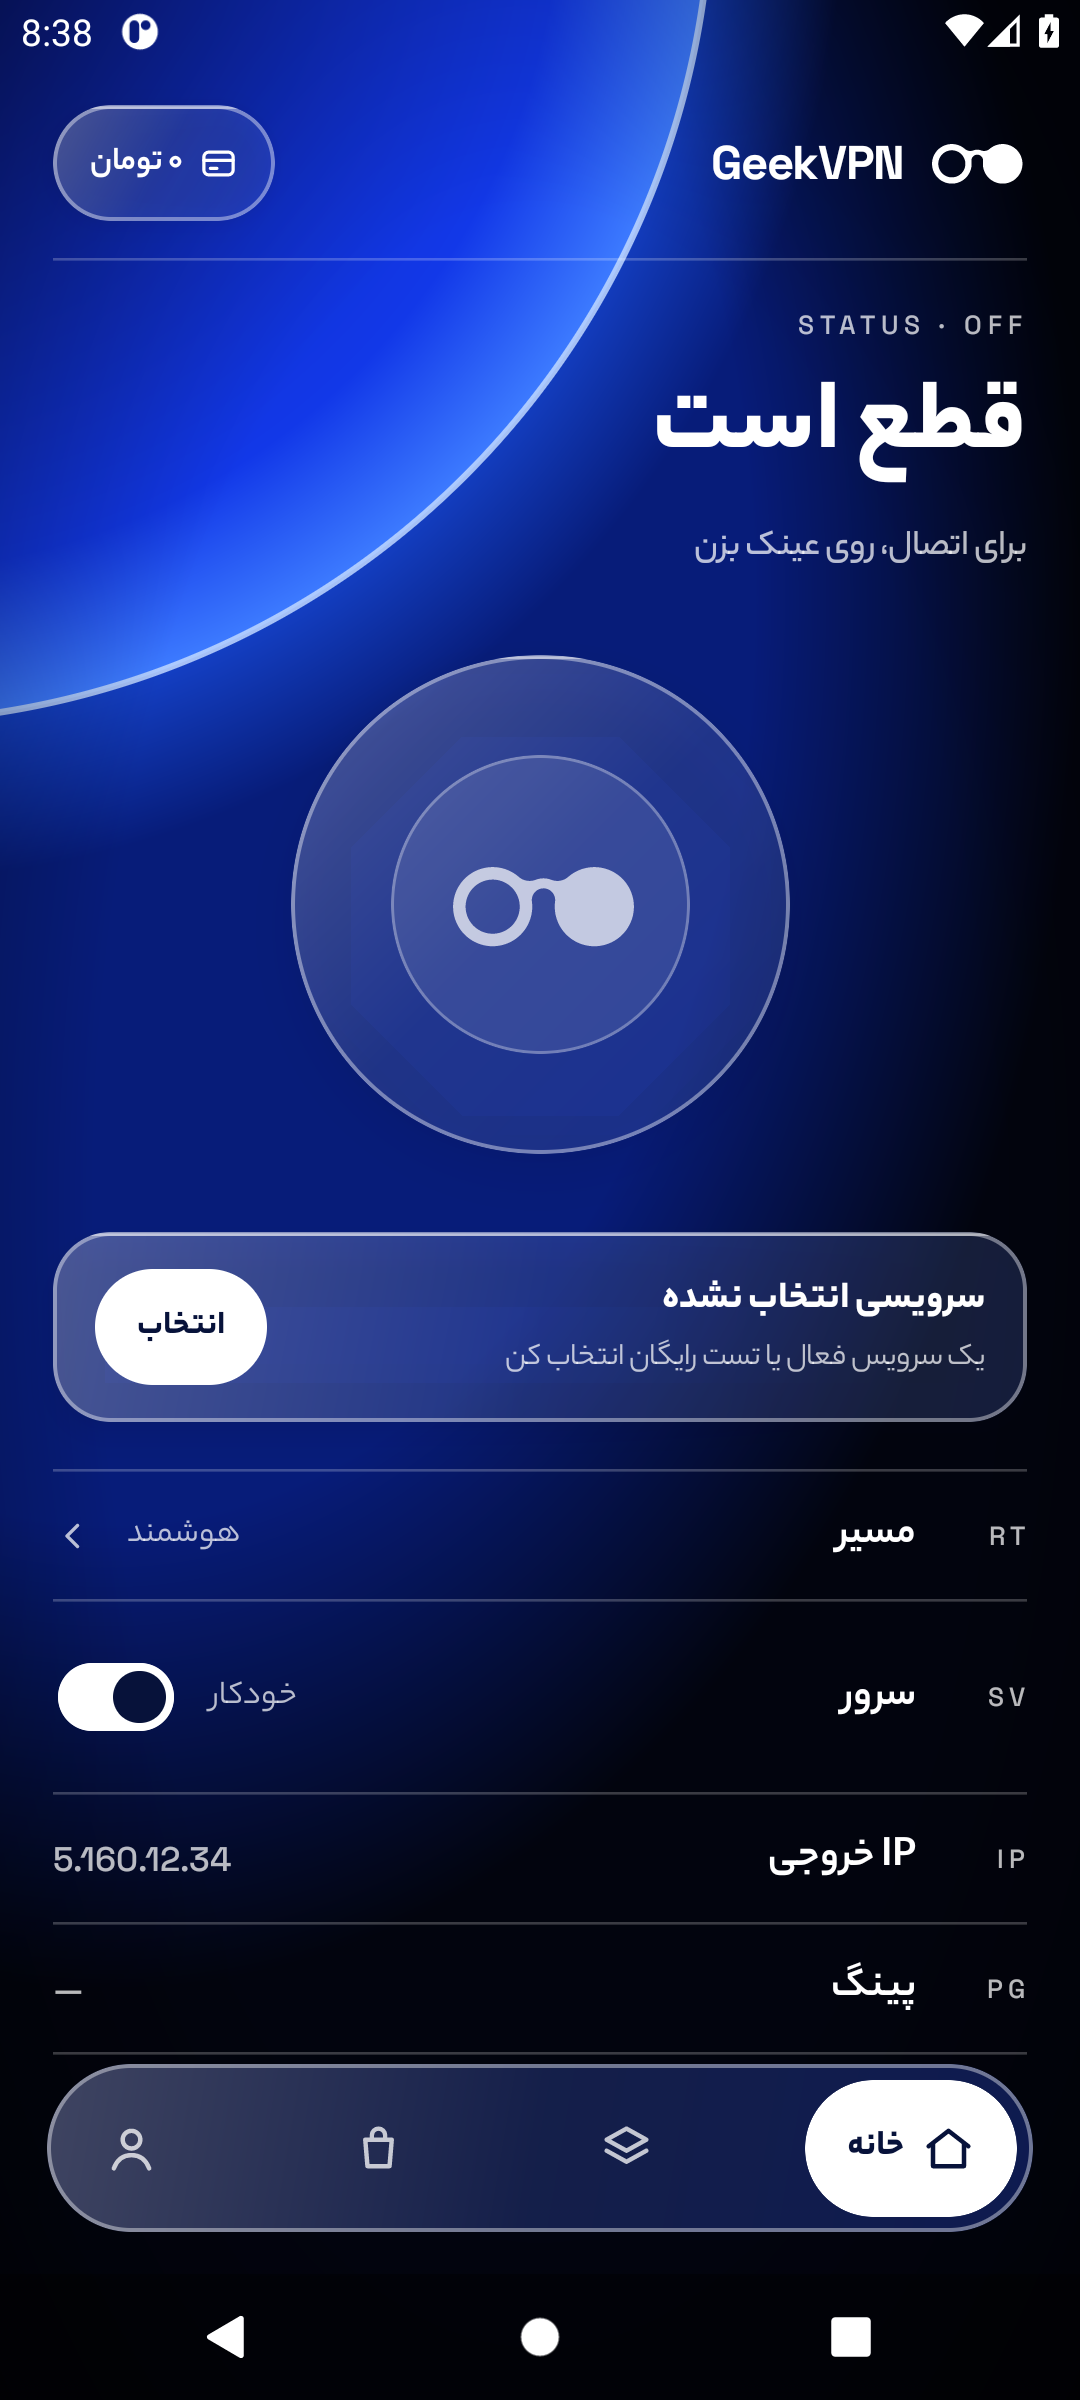 8:38
GeekVPN
۰ تومان
STATUS · OFF
قطع است
برای اتصال، روی عینک بزن
سرویسی انتخاب نشده
یک سرویس فعال یا تست رایگان انتخاب کن
انتخاب
RT مسیر هوشمند
SV سرور خودکار
IP IP خروجی 5.160.12.34
PG پینگ —
خانه